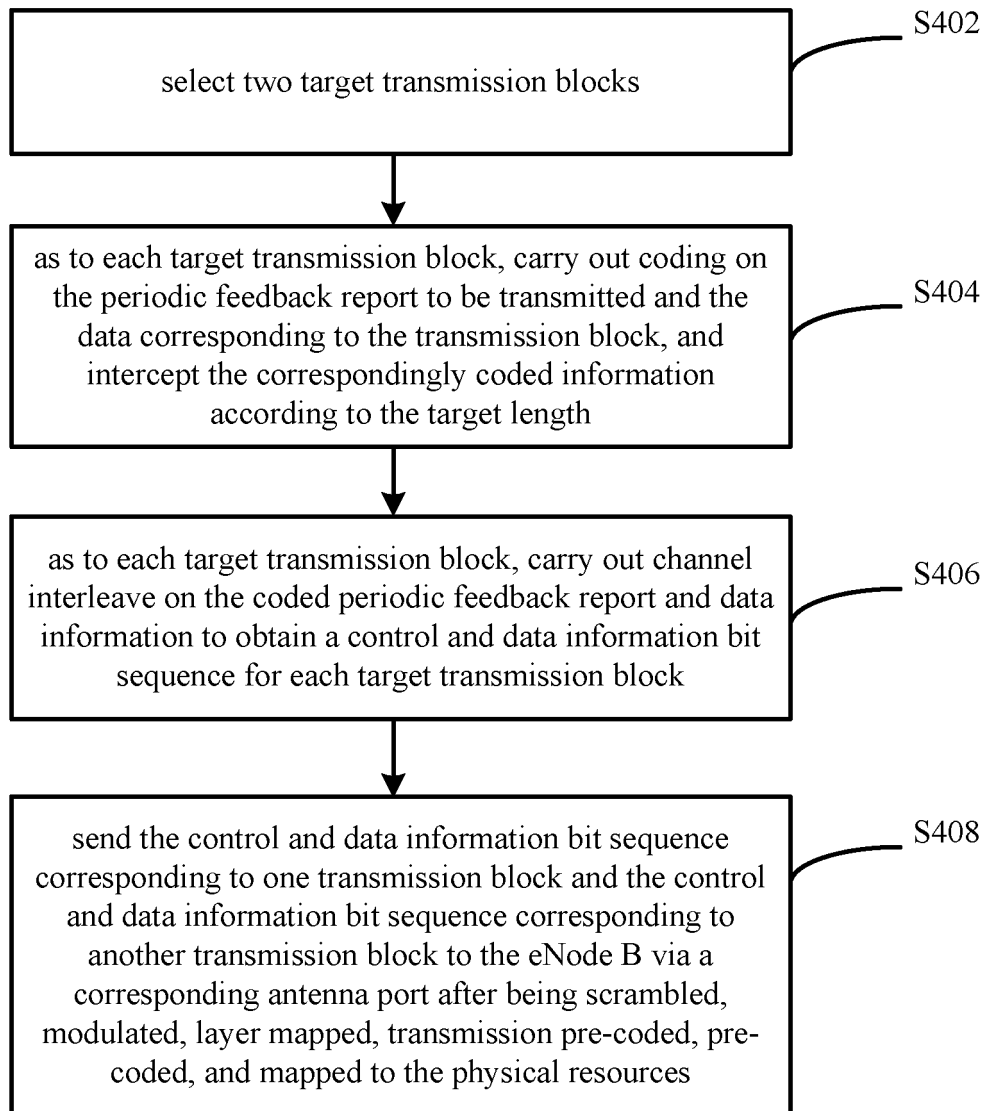 S402
select two target transmission blocks
as to each target transmission block, carry out coding on
the periodic feedback report to be transmitted and the
data corresponding to the transmission block, and
intercept the correspondingly coded information
according to the target length
S404
as to each target transmission block, carry out channel
interleave on the coded periodic feedback report and data
information to obtain a control and data information bit
sequence for each target transmission block
S406
send the control and data information bit sequence
corresponding to one transmission block and the control
and data information bit sequence corresponding to
another transmission block to the eNode B via a
corresponding antenna port after being scrambled,
modulated, layer mapped, transmission pre-coded, pre-
coded, and mapped to the physical resources
S408